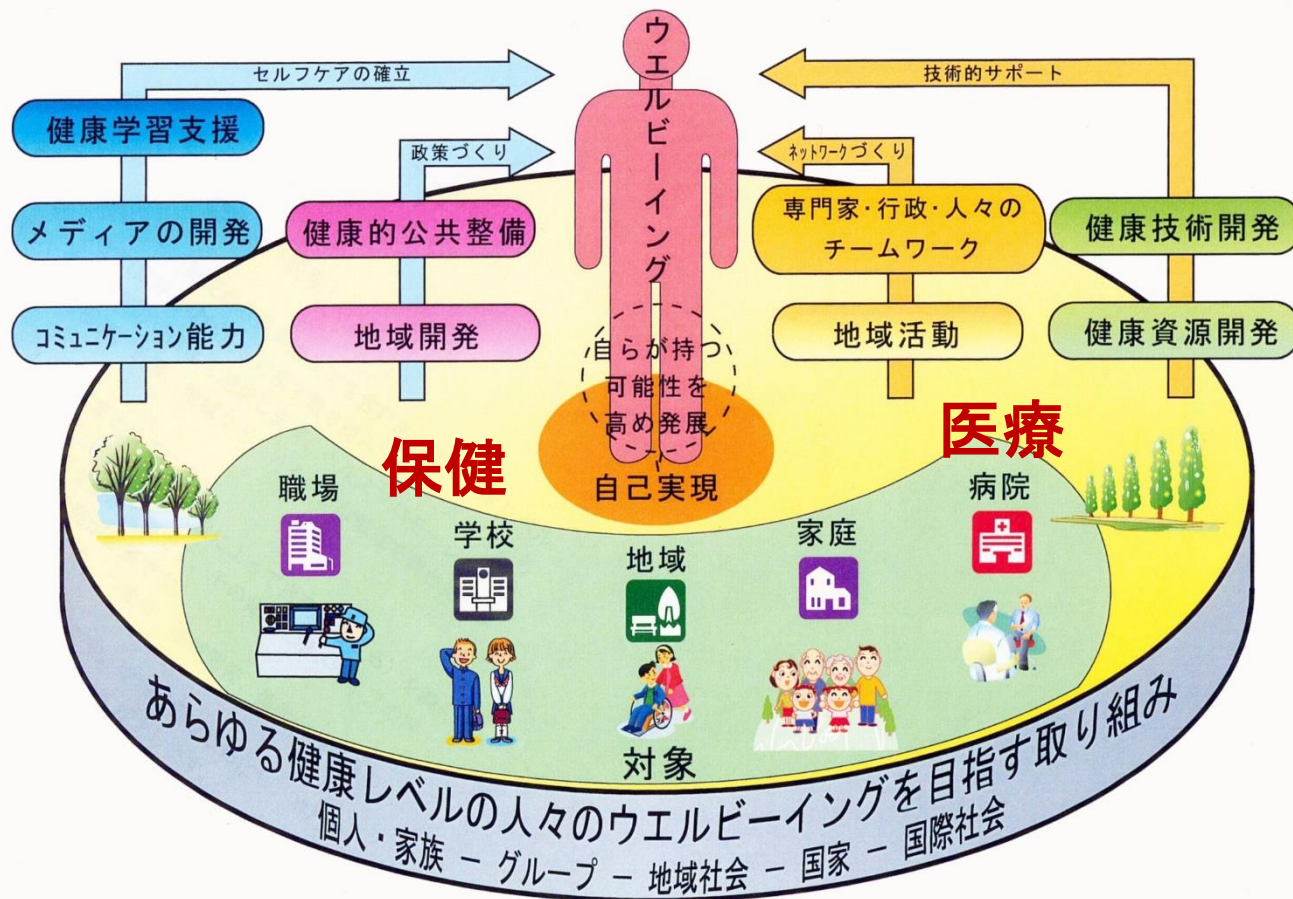 ウエルビーイング
セルフケアの確立
技術的サポート
健康学習支援
政策づくり
ネットワークづくり
メディアの開発
健康的公共整備
専門家・行政・人々の
チームワーク
健康技術開発
コミュニケーション能力
地域開発
地域活動
健康資源開発
自らが持つ
可能性を
高め発展
自己実現
保健
医療
職場
学校
地域
家庭
病院
対象
あらゆる健康レベルの人々のウエルビーイングを目指す取り組み
個人・家族 − グループ − 地域社会 − 国家 − 国際社会